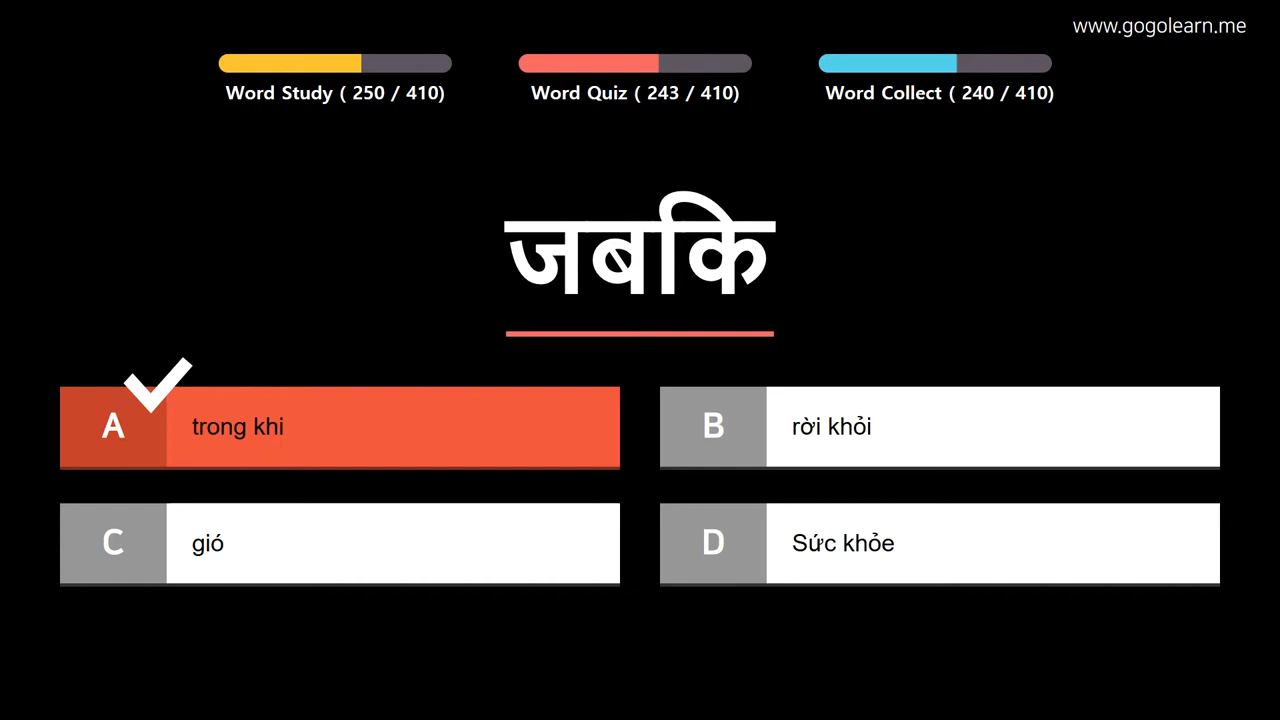 www.gogolearn.me
Word Study ( 250 / 410)
Word Quiz ( 243 / 410)
Word Collect ( 240 / 410)
जबकि
A trong khi
B rời khỏi
C gió
D Sức khỏe